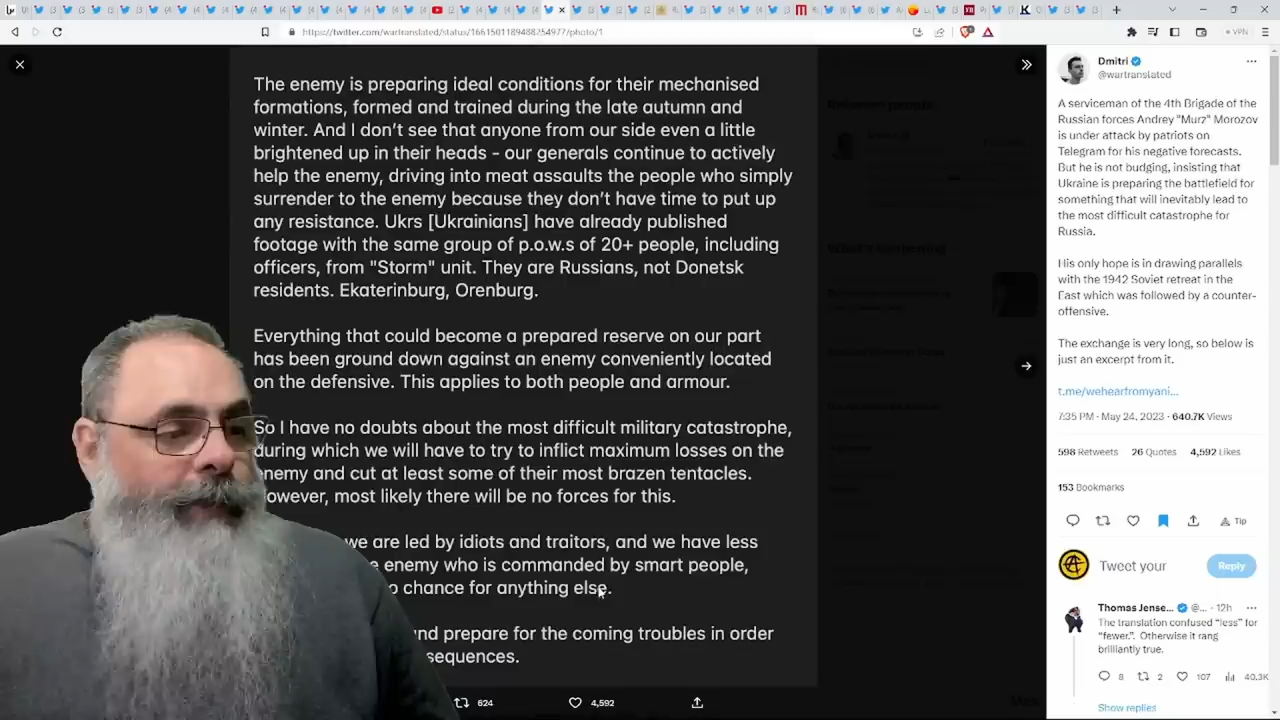 https://twitter.com/wartranslated/status/1661501189488754977/photo/1
VPN
The enemy is preparing ideal conditions for their mechanised
formations, formed and trained during the late autumn and
winter. And I don't see that anyone from our side even a little
brightened up in their heads - our generals continue to actively
help the enemy, driving into meat assaults the people who simply
surrender to the enemy because they don't have time to put up
any resistance. Ukrs [Ukrainians] have already published
footage with the same group of p.o.w.s of 20+ people, including
officers, from "Storm" unit. They are Russians, not Donetsk
residents. Ekaterinburg, Orenburg.
Everything that could become a prepared reserve on our part
has been ground down against an enemy conveniently located
on the defensive. This applies to both people and armour.
So I have no doubts about the most difficult military catastrophe,
during which we will have to try to inflict maximum losses on the
enemy and cut at least some of their most brazen tentacles.
However, most likely there will be no forces for this.
we are led by idiots and traitors, and we have less
enemy who is commanded by smart people,
chance for anything else.
and prepare for the coming troubles in order
624
4,592
Dmitri
@wartranslated
A serviceman of the 4th Brigade of the
Russian forces Andrey "Murz" Morozov
is under attack by patriots on
Telegram for his negative forecasts.
But he is not budging, insisting that
Ukraine is preparing the battlefield for
something that will inevitably lead to
the most difficult catastrophe for
Russia.
His only hope is in drawing parallels
with the 1942 Soviet retreat in the
East which was followed by a counter-
offensive.
The exchange is very long, so below is
just an excerpt from it.
t.me/wehearfromyani...
7:35 PM · May 24, 2023 · 640.7K Views
598 Retweets 26 Quotes 4,592 Likes
153 Bookmarks
Tip
Tweet your
Reply
Thomas Jense... @... · 12h
The translation confused "less" for
"fewer.". Otherwise it rang
brilliantly true.
8 2 107 40.3K
Show replies